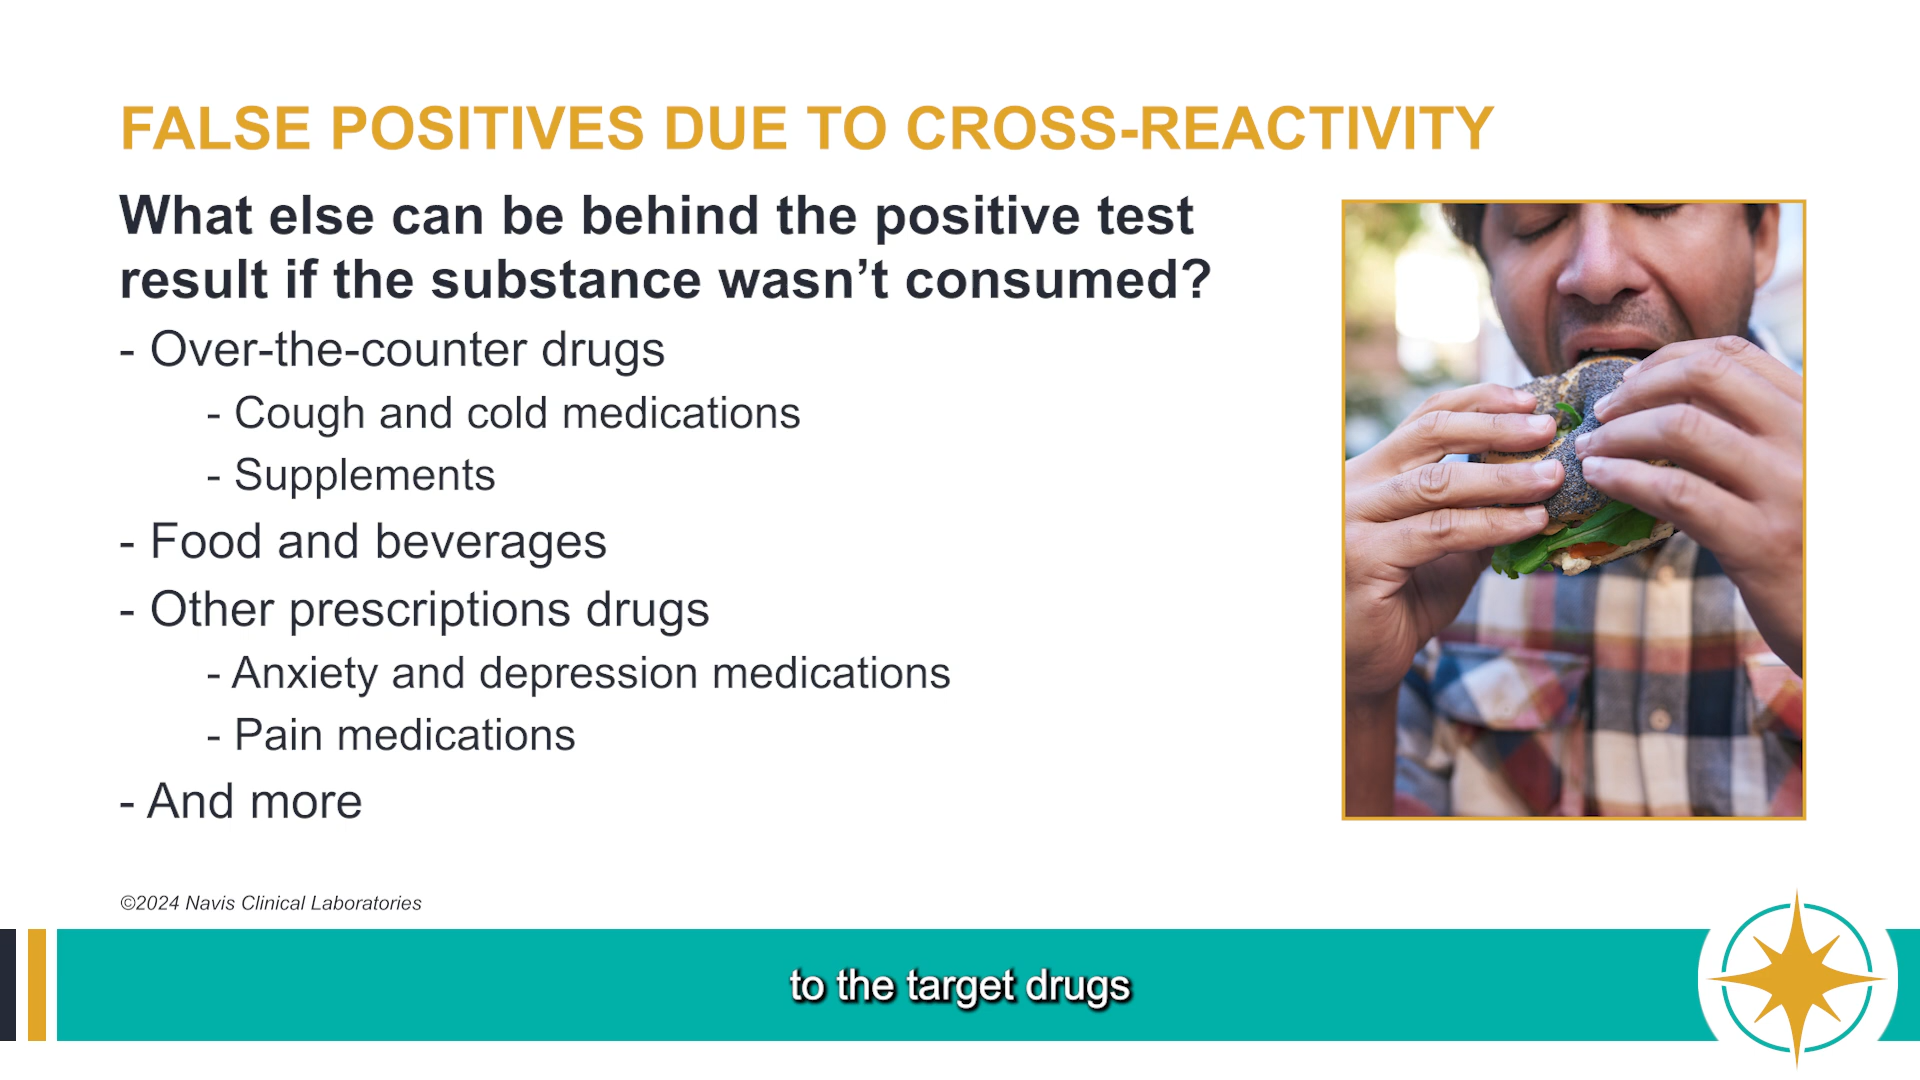 FALSE POSITIVES DUE TO CROSS-REACTIVITY
What else can be behind the positive test
result if the substance wasn’t consumed?
- Over-the-counter drugs
- Cough and cold medications
- Supplements
- Food and beverages
- Other prescriptions drugs
- Anxiety and depression medications
- Pain medications
- And more
©2024 Navis Clinical Laboratories
to the target drugs